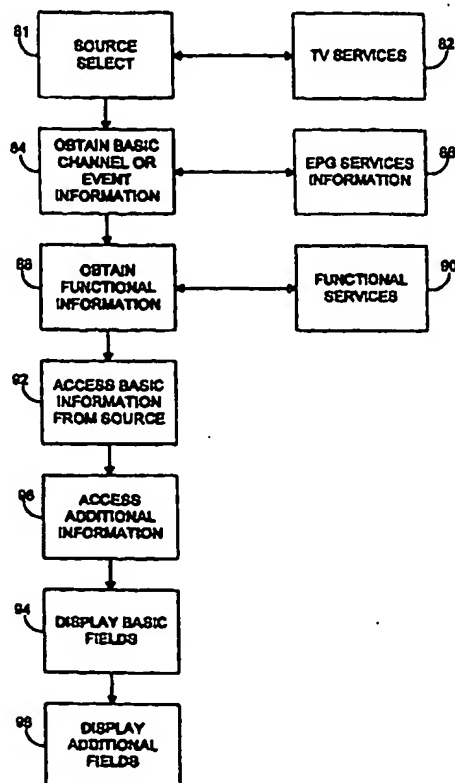 81
SOURCE
SELECT
TV SERVICES
82
84
OBTAIN BASIC
CHANNEL OR
EVENT
INFORMATION
EPG SERVICES
INFORMATION
86
88
OBTAIN
FUNCTIONAL
INFORMATION
FUNCTIONAL
SERVICES
90
92
ACCESS BASIC
INFORMATION
FROM SOURCE
96
ACCESS
ADDITIONAL
INFORMATION
94
DISPLAY BASIC
FIELDS
98
DISPLAY
ADDITIONAL
FIELDS